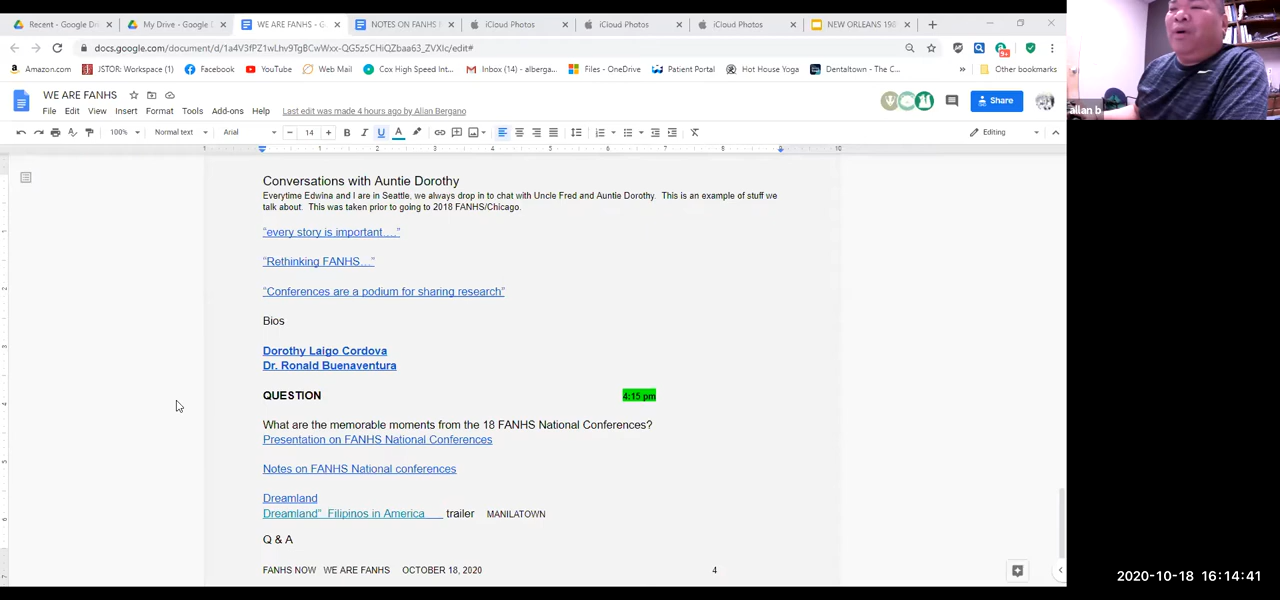 Recent - Google Dri
My Drive - Google D
WE ARE FANHS - G
NOTES ON FANHS
iCloud Photos
iCloud Photos
iCloud Photos
NEW ORLEANS 198
docs.google.com/document/d/1a4V3fPZ1wLhv9TgBCwWxx-QG5z5CHiQZbaa63_ZVXIc/edit#
Amazon.com
JSTOR: Workspace (1)
Facebook
YouTube
Web Mail
Cox High Speed Int...
Inbox (14) - alberga...
Files - OneDrive
Patient Portal
Hot House Yoga
Dentaltown - The C...
»
Other bookmarks
WE ARE FANHS
File Edit View Insert Format Tools Add-ons Help Last edit was made 4 hours ago by Allan Bergano
Share
100% Normal text Arial 14 B I U A Editing
allan b
Conversations with Auntie Dorothy
Everytime Edwina and I are in Seattle, we always drop in to chat with Uncle Fred and Auntie Dorothy. This is an example of stuff we
talk about. This was taken prior to going to 2018 FANHS/Chicago.
"every story is important…."
"Rethinking FANHS…"
"Conferences are a podium for sharing research"
Bios
Dorothy Laigo Cordova
Dr. Ronald Buenaventura
QUESTION 4:15 pm
What are the memorable moments from the 18 FANHS National Conferences?
Presentation on FANHS National Conferences
Notes on FANHS National conferences
Dreamland
Dreamland" Filipinos in America trailer MANILATOWN
Q & A
FANHS NOW WE ARE FANHS OCTOBER 18, 2020 4
2020-10-18 16:14:41